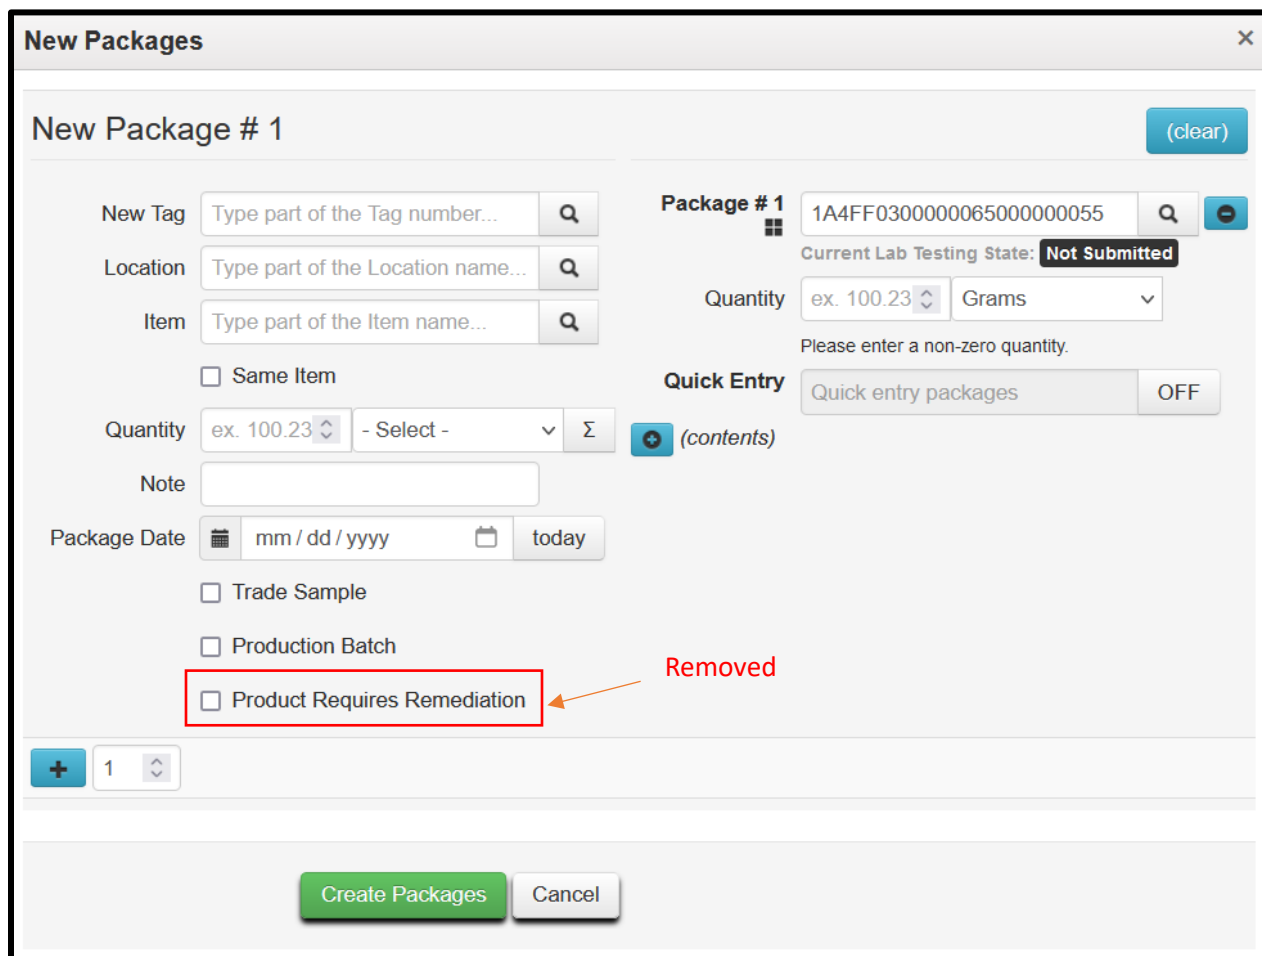 New Packages ×
New Package # 1
(clear)
New Tag Type part of the Tag number...
Location Type part of the Location name...
Item Type part of the Item name...
Same Item
Quantity ex. 100.23 - Select - Σ
Note
Package Date mm / dd / yyyy today
Trade Sample
Production Batch
Product Requires Remediation
Removed
Package # 1 1A4FF0300000065000000055
Current Lab Testing State: Not Submitted
Quantity ex. 100.23 Grams
Please enter a non-zero quantity.
Quick Entry Quick entry packages OFF
(contents)
1
Create Packages Cancel